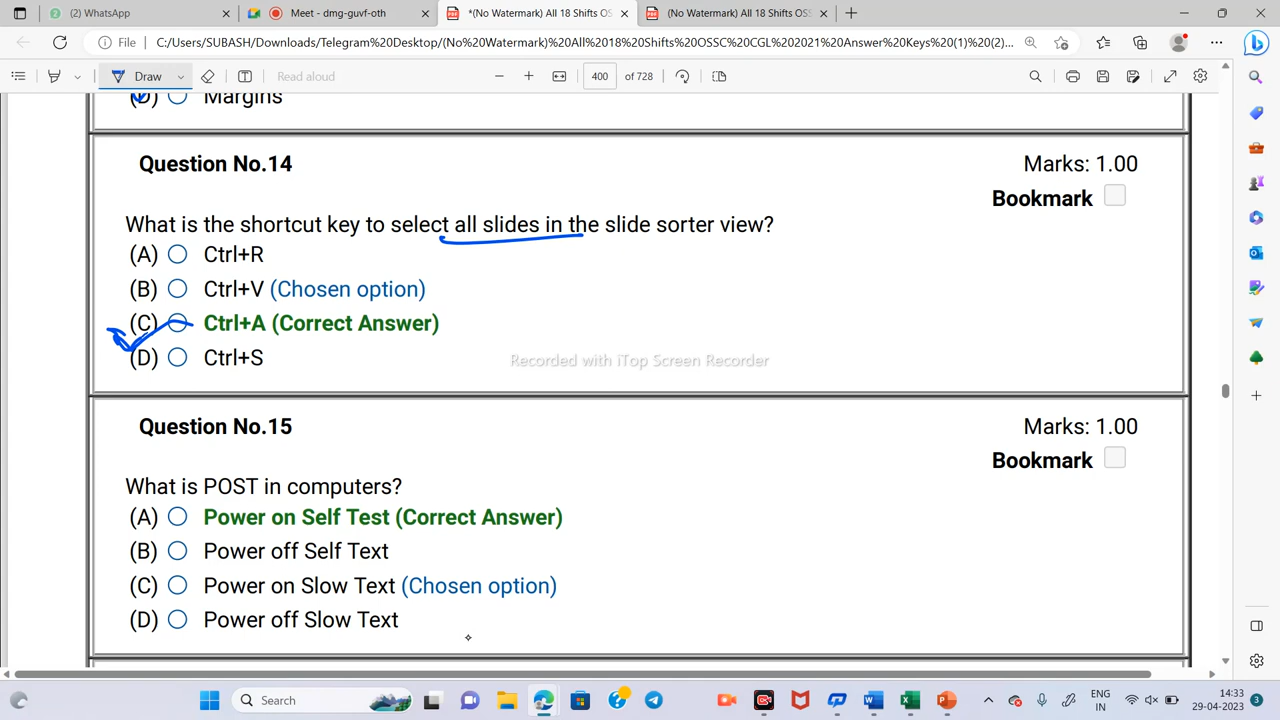 WhatsApp
Meet - dmg-guvf-oth
*(No Watermark) All 18 Shifts OS
(No Watermark) All 18 Shifts OSS
File
C:/Users/SUBASH/Downloads/Telegram%20Desktop/(No%20Watermark)%20All%2018%20Shifts%20OSSC%20CGL%202021%20Answer%20Keys%20(1)%20(2)...
Draw
Read aloud
400 of 728
(D) Margins
Question No.14
Marks: 1.00
Bookmark
What is the shortcut key to select all slides in the slide sorter view?
(A) Ctrl+R
(B) Ctrl+V (Chosen option)
(C) Ctrl+A (Correct Answer)
(D) Ctrl+S
Recorded with iTop Screen Recorder
Question No.15
Marks: 1.00
Bookmark
What is POST in computers?
(A) Power on Self Test (Correct Answer)
(B) Power off Self Text
(C) Power on Slow Text (Chosen option)
(D) Power off Slow Text
Search
ENG
IN
14:33
29-04-2023
3